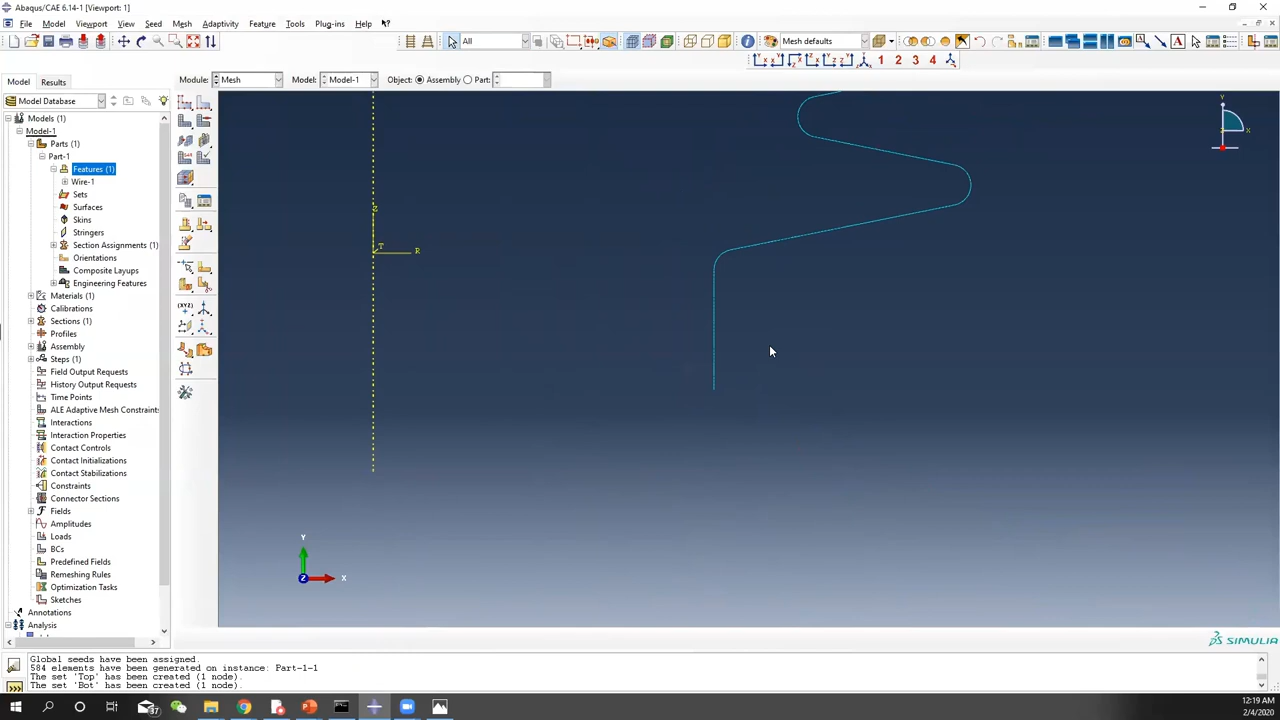 Abaqus/CAE 6.14-1 [Viewport: 1]
File Model Viewport View Seed Mesh Adaptivity Feature Tools Plug-ins Help
All Mesh defaults
1 2 3 4
Model Results Module: Mesh Model: Model-1 Object: Assembly Part:
Model Database
Models (1)
Model-1
Parts (1)
Part-1
Features (1)
Wire-1
Sets
Surfaces
Skins
Stringers
Section Assignments (1)
Orientations
Composite Layups
Engineering Features
Materials (1)
Calibrations
Sections (1)
Profiles
Assembly
Steps (1)
Field Output Requests
History Output Requests
Time Points
ALE Adaptive Mesh Constraints
Interactions
Interaction Properties
Contact Controls
Contact Initializations
Contact Stabilizations
Constraints
Connector Sections
Fields
Amplitudes
Loads
BCs
Predefined Fields
Remeshing Rules
Optimization Tasks
Sketches
Annotations
Analysis
(XYZ)
Z
T R
Y
Z X
Y
X
SIMULIA
Global seeds have been assigned.
584 elements have been generated on instance: Part-1-1
The set 'Top' has been created (1 node).
The set 'Bot' has been created (1 node).
37
12:19 AM
2/4/2020